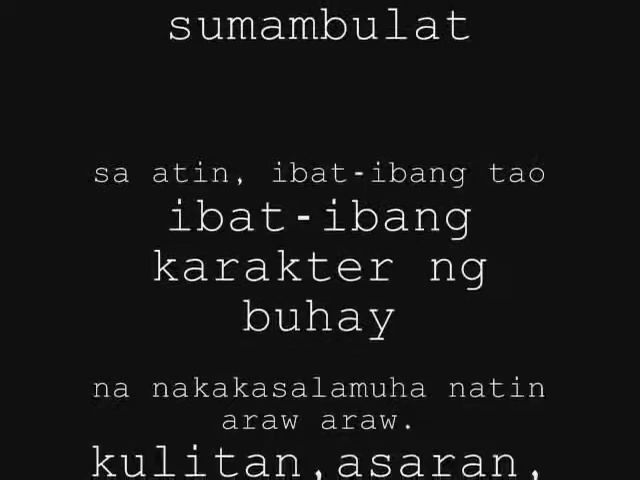 sumambulat
sa atin, ibat-ibang tao
ibat-ibang
karakter ng
buhay
na nakakasalamuha natin
araw araw.
kulitan,asaran,